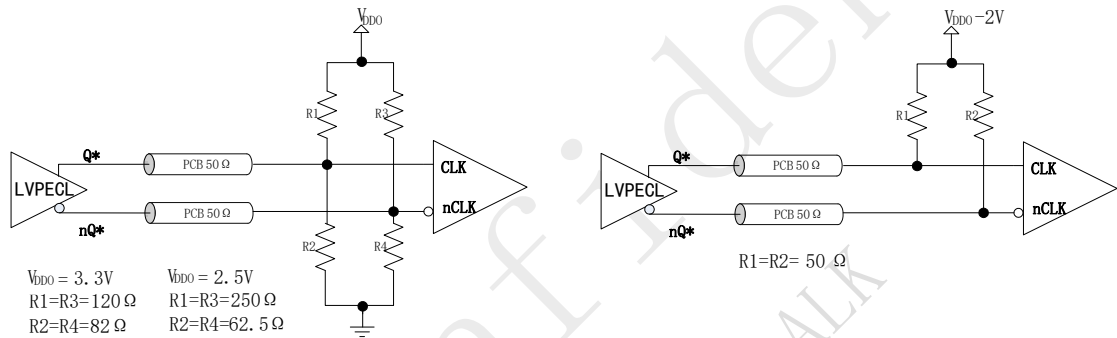 VDDO
R1
R3
Q*
PCB 50 Ω
CLK
LVPECL
PCB 50 Ω
nCLK
nQ*
R2
R4
VDDO = 3.3V
R1=R3=120 Ω
R2=R4=82 Ω
VDDO = 2.5V
R1=R3=250 Ω
R2=R4=62.5 Ω
VDDO-2V
R1
R2
Q*
PCB 50 Ω
CLK
LVPECL
PCB 50 Ω
nCLK
nQ*
R1=R2= 50 Ω
afider
ALK